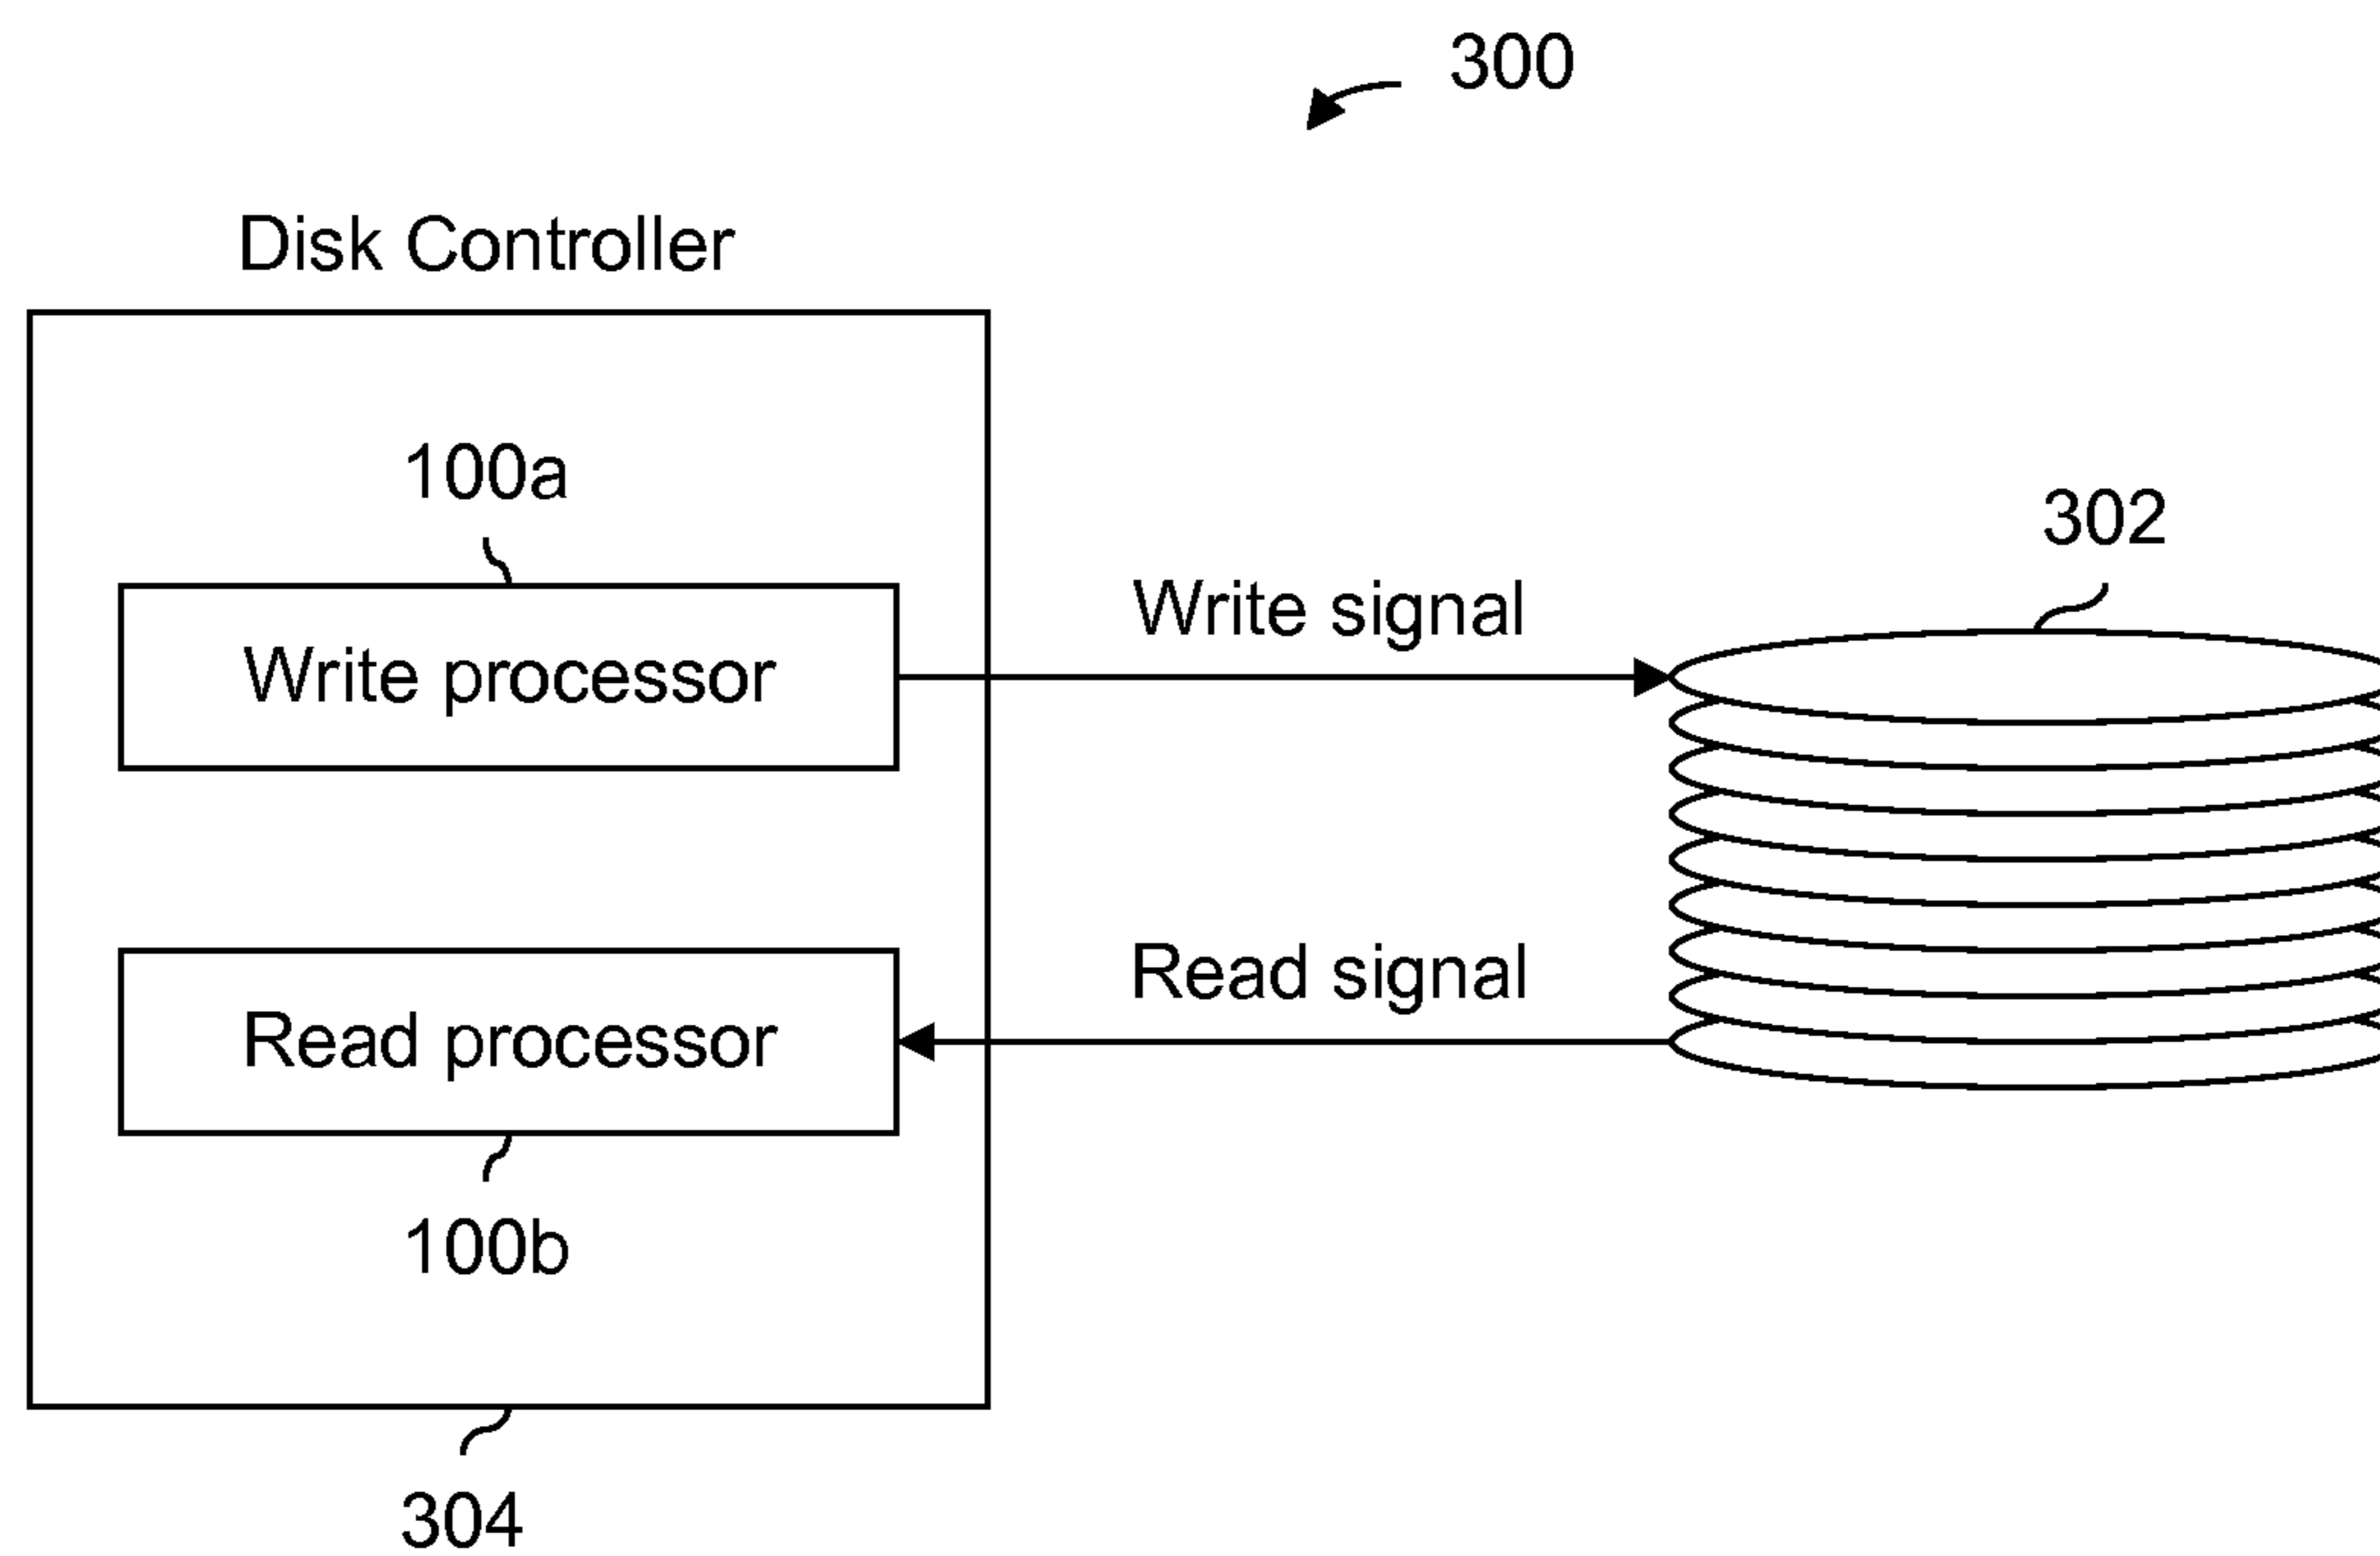 300
Disk Controller
100a
302
Write signal
Write processor
Read signal
Read processor
100b
304